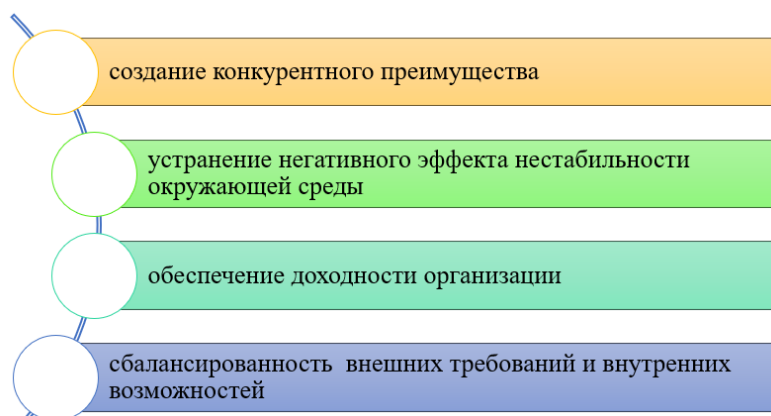 создание конкурентного преимущества
устранение негативного эффекта нестабильности
окружающей среды
обеспечение доходности организации
сбалансированность  внешних требований и внутренних
возможностей